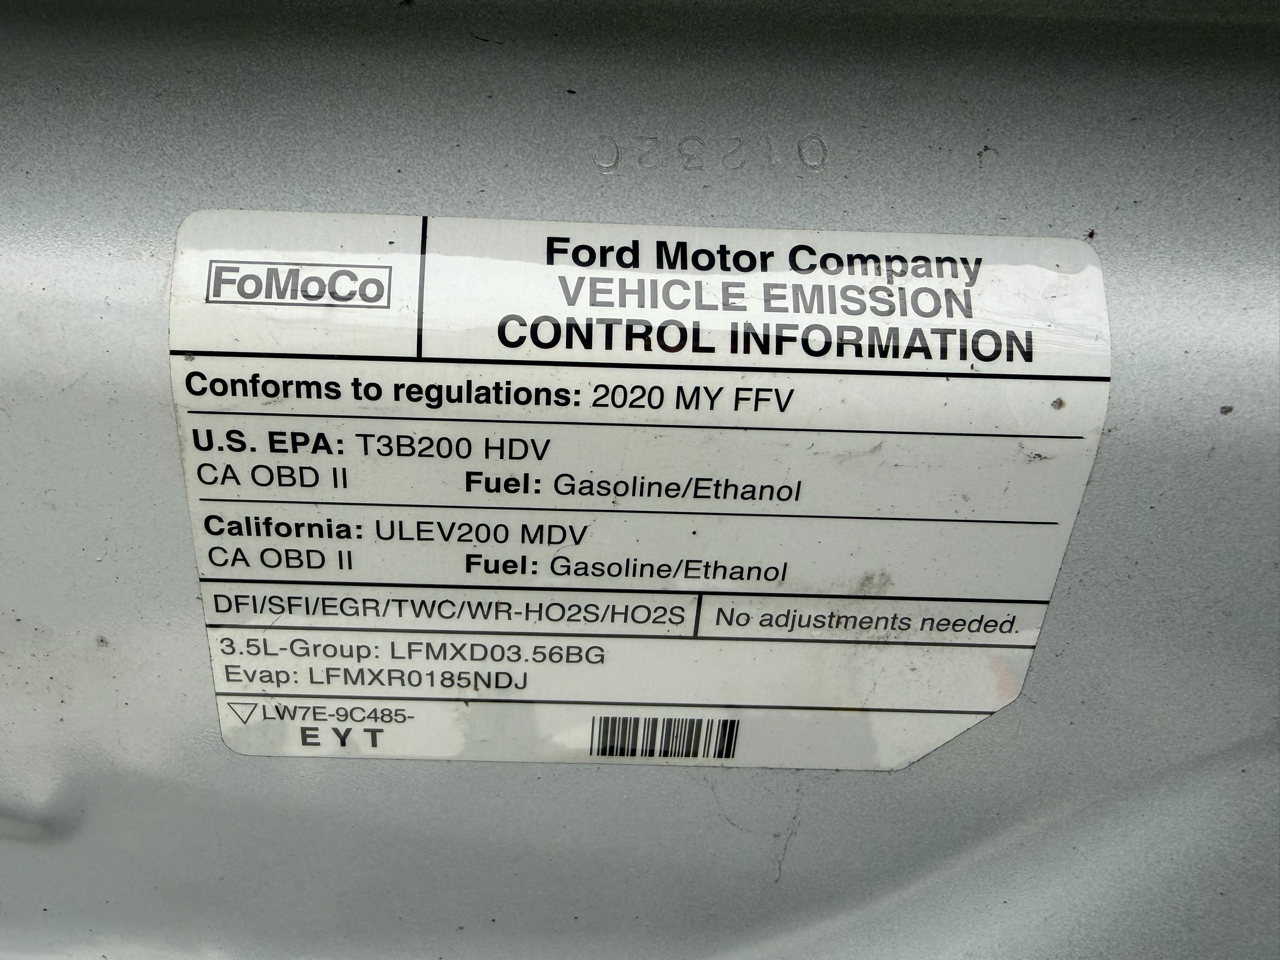 FoMoCo
Ford Motor Company
VEHICLE EMISSION
CONTROL INFORMATION
Conforms to regulations: 2020 MY FFV
U.S. EPA: T3B200 HDV
CA OBD II Fuel: Gasoline/Ethanol
California: ULEV200 MDV
CA OBD II Fuel: Gasoline/Ethanol
DFI/SFI/EGR/TWC/WR-HO2S/HO2S No adjustments needed.
3.5L-Group: LFMXD03.56BG
Evap: LFMXR0185NDJ
LW7E-9C485-
EYT